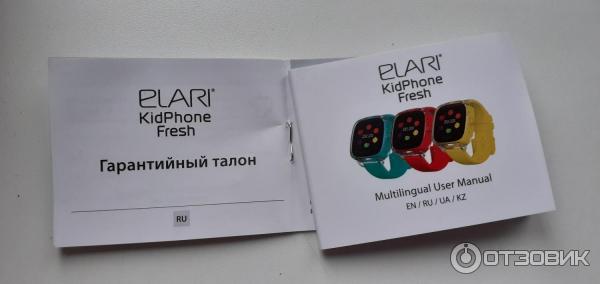 ELARI
KidPhone
Fresh
Гарантийный талон
RU
ELARI
KidPhone
Fresh
Multilingual User Manual
EN / RU / UA / KZ
ОТЗОВИК